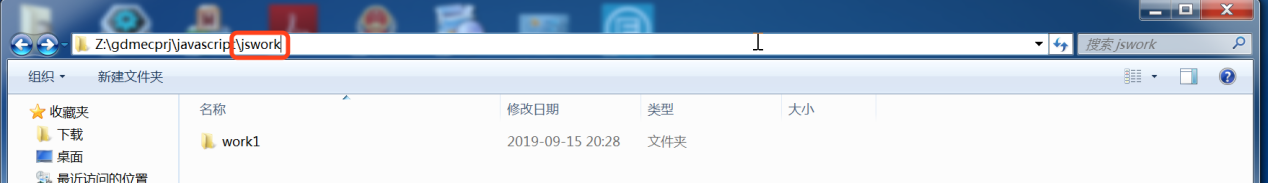 Z:\gdmecprj\javascript\jswork
搜索 jswork
组织
新建文件夹
收藏夹
名称
修改日期
类型
大小
下载
work1
2019-09-15 20:28
文件夹
桌面
最近访问的位置